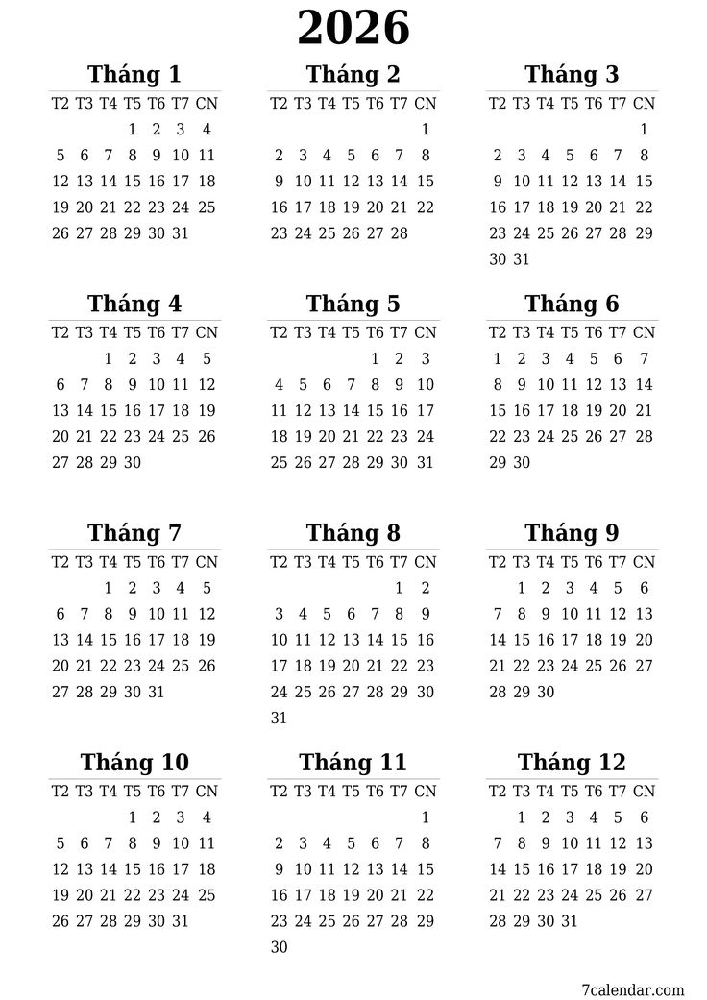 2026
Tháng 1
T2 T3 T4 T5 T6 T7 CN
1 2 3 4
5 6 7 8 9 10 11
12 13 14 15 16 17 18
19 20 21 22 23 24 25
26 27 28 29 30 31
Tháng 2
T2 T3 T4 T5 T6 T7 CN
1
2 3 4 5 6 7 8
9 10 11 12 13 14 15
16 17 18 19 20 21 22
23 24 25 26 27 28
Tháng 3
T2 T3 T4 T5 T6 T7 CN
1
2 3 4 5 6 7 8
9 10 11 12 13 14 15
16 17 18 19 20 21 22
23 24 25 26 27 28 29
30 31
Tháng 4
T2 T3 T4 T5 T6 T7 CN
1 2 3 4 5
6 7 8 9 10 11 12
13 14 15 16 17 18 19
20 21 22 23 24 25 26
27 28 29 30
Tháng 5
T2 T3 T4 T5 T6 T7 CN
1 2 3
4 5 6 7 8 9 10
11 12 13 14 15 16 17
18 19 20 21 22 23 24
25 26 27 28 29 30 31
Tháng 6
T2 T3 T4 T5 T6 T7 CN
1 2 3 4 5 6 7
8 9 10 11 12 13 14
15 16 17 18 19 20 21
22 23 24 25 26 27 28
29 30
Tháng 7
T2 T3 T4 T5 T6 T7 CN
1 2 3 4 5
6 7 8 9 10 11 12
13 14 15 16 17 18 19
20 21 22 23 24 25 26
27 28 29 30 31
Tháng 8
T2 T3 T4 T5 T6 T7 CN
1 2
3 4 5 6 7 8 9
10 11 12 13 14 15 16
17 18 19 20 21 22 23
24 25 26 27 28 29 30
31
Tháng 9
T2 T3 T4 T5 T6 T7 CN
1 2 3 4 5 6
7 8 9 10 11 12 13
14 15 16 17 18 19 20
21 22 23 24 25 26 27
28 29 30
Tháng 10
T2 T3 T4 T5 T6 T7 CN
1 2 3 4
5 6 7 8 9 10 11
12 13 14 15 16 17 18
19 20 21 22 23 24 25
26 27 28 29 30 31
Tháng 11
T2 T3 T4 T5 T6 T7 CN
1
2 3 4 5 6 7 8
9 10 11 12 13 14 15
16 17 18 19 20 21 22
23 24 25 26 27 28 29
30
Tháng 12
T2 T3 T4 T5 T6 T7 CN
1 2 3 4 5 6
7 8 9 10 11 12 13
14 15 16 17 18 19 20
21 22 23 24 25 26 27
28 29 30 31
7calendar.com